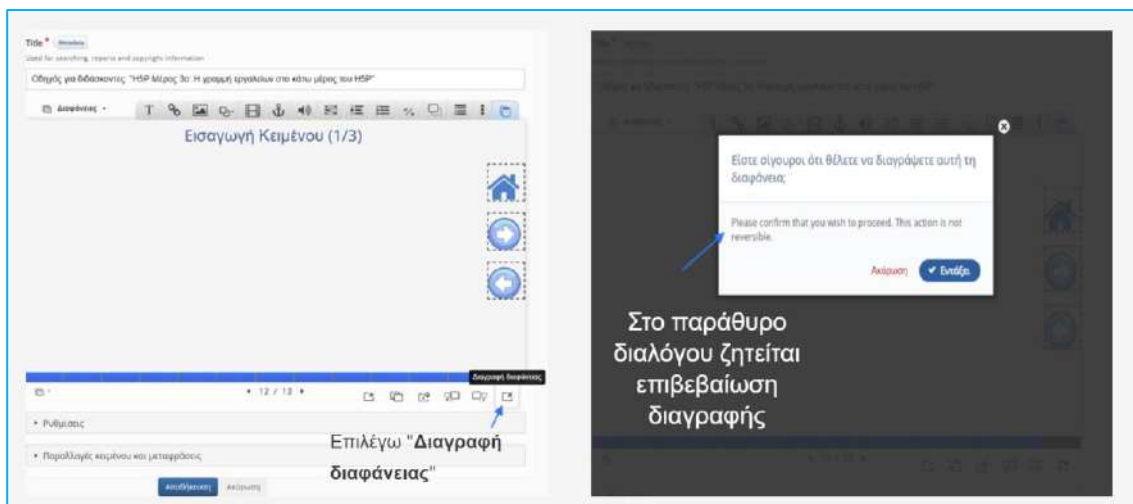 Title * Metadata
Used for searching, reports and copyright information
Οδηγός για διδάσκοντες "H5P Μέρος 3ο: Η γραμμή εργαλείων στο κάτω μέρος του H5P"
Διαφάνειες
Εισαγωγή Κειμένου (1/3)
Διαγραφή διαφάνειας
12 / 13
Ρυθμίσεις
Παραλλαγές κειμένου και μεταφράσεις
Επιλέγω "Διαγραφή
διαφάνειας"
Αποθήκευση Ακύρωση
Είστε σίγουροι ότι θέλετε να διαγράψετε αυτή τη
διαφάνεια;
Please confirm that you wish to proceed. This action is not
reversible.
Ακύρωση Εντάξει
Στο παράθυρο
διαλόγου ζητείται
επιβεβαίωση
διαγραφής